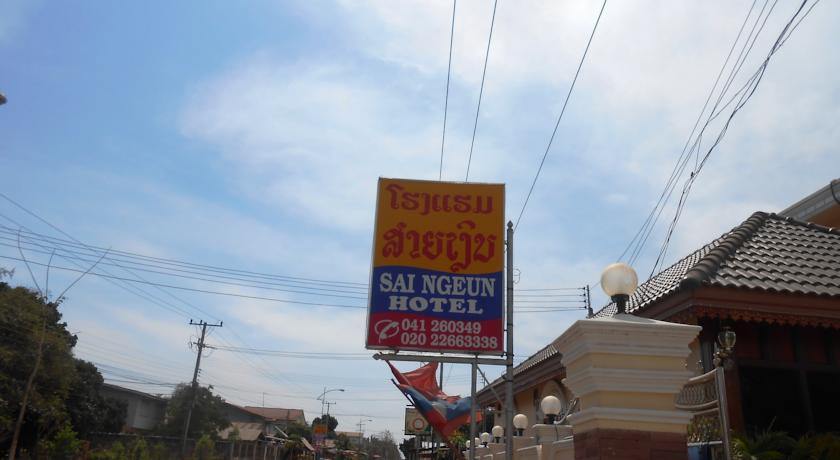 ໂຮງແຮມ
ສາຍເງິນ
SAI NGEUN
HOTEL
041 260349
020 22663338